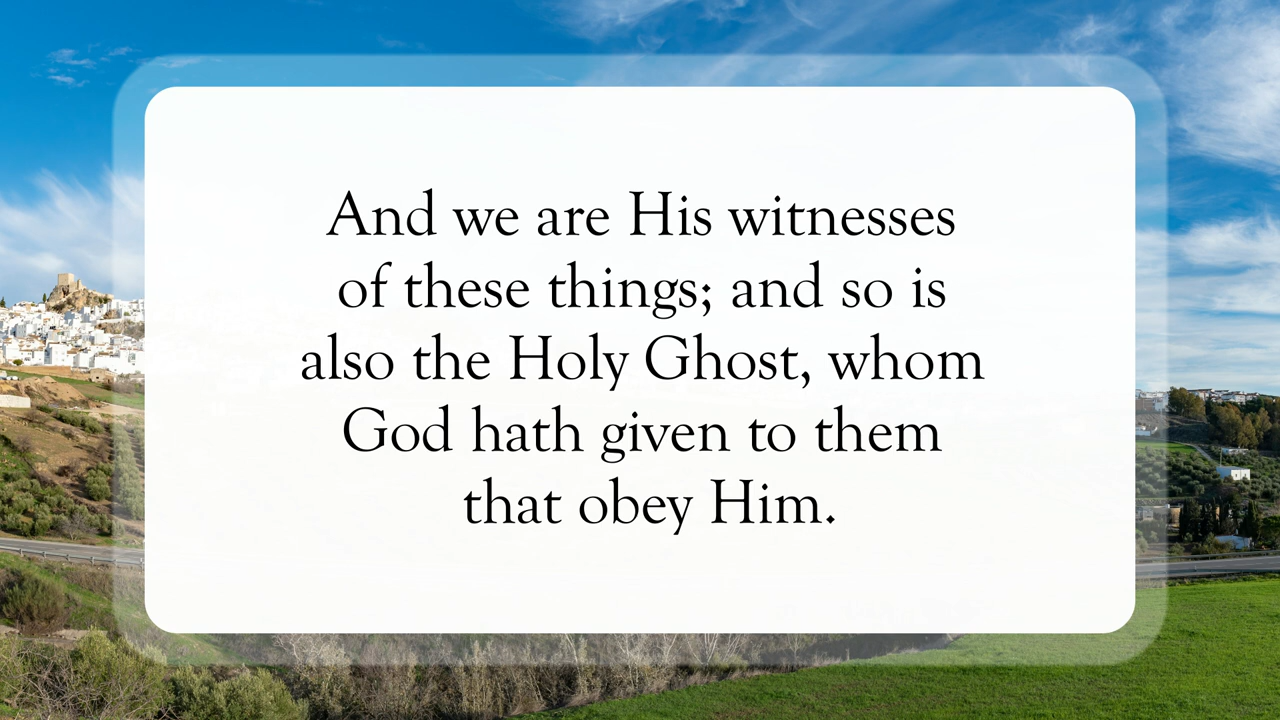 And we are His witnesses
of these things; and so is
also the Holy Ghost, whom
God hath given to them
that obey Him.